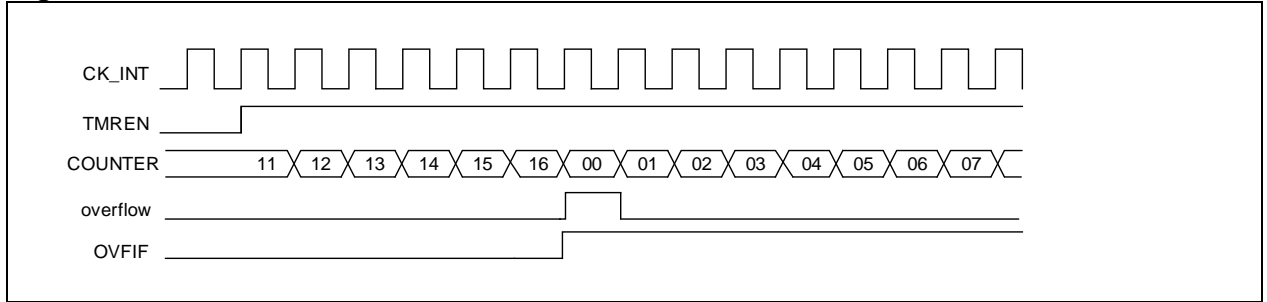 CK_INT
TMREN
COUNTER 11 12 13 14 15 16 00 01 02 03 04 05 06 07
overflow
OVFIF